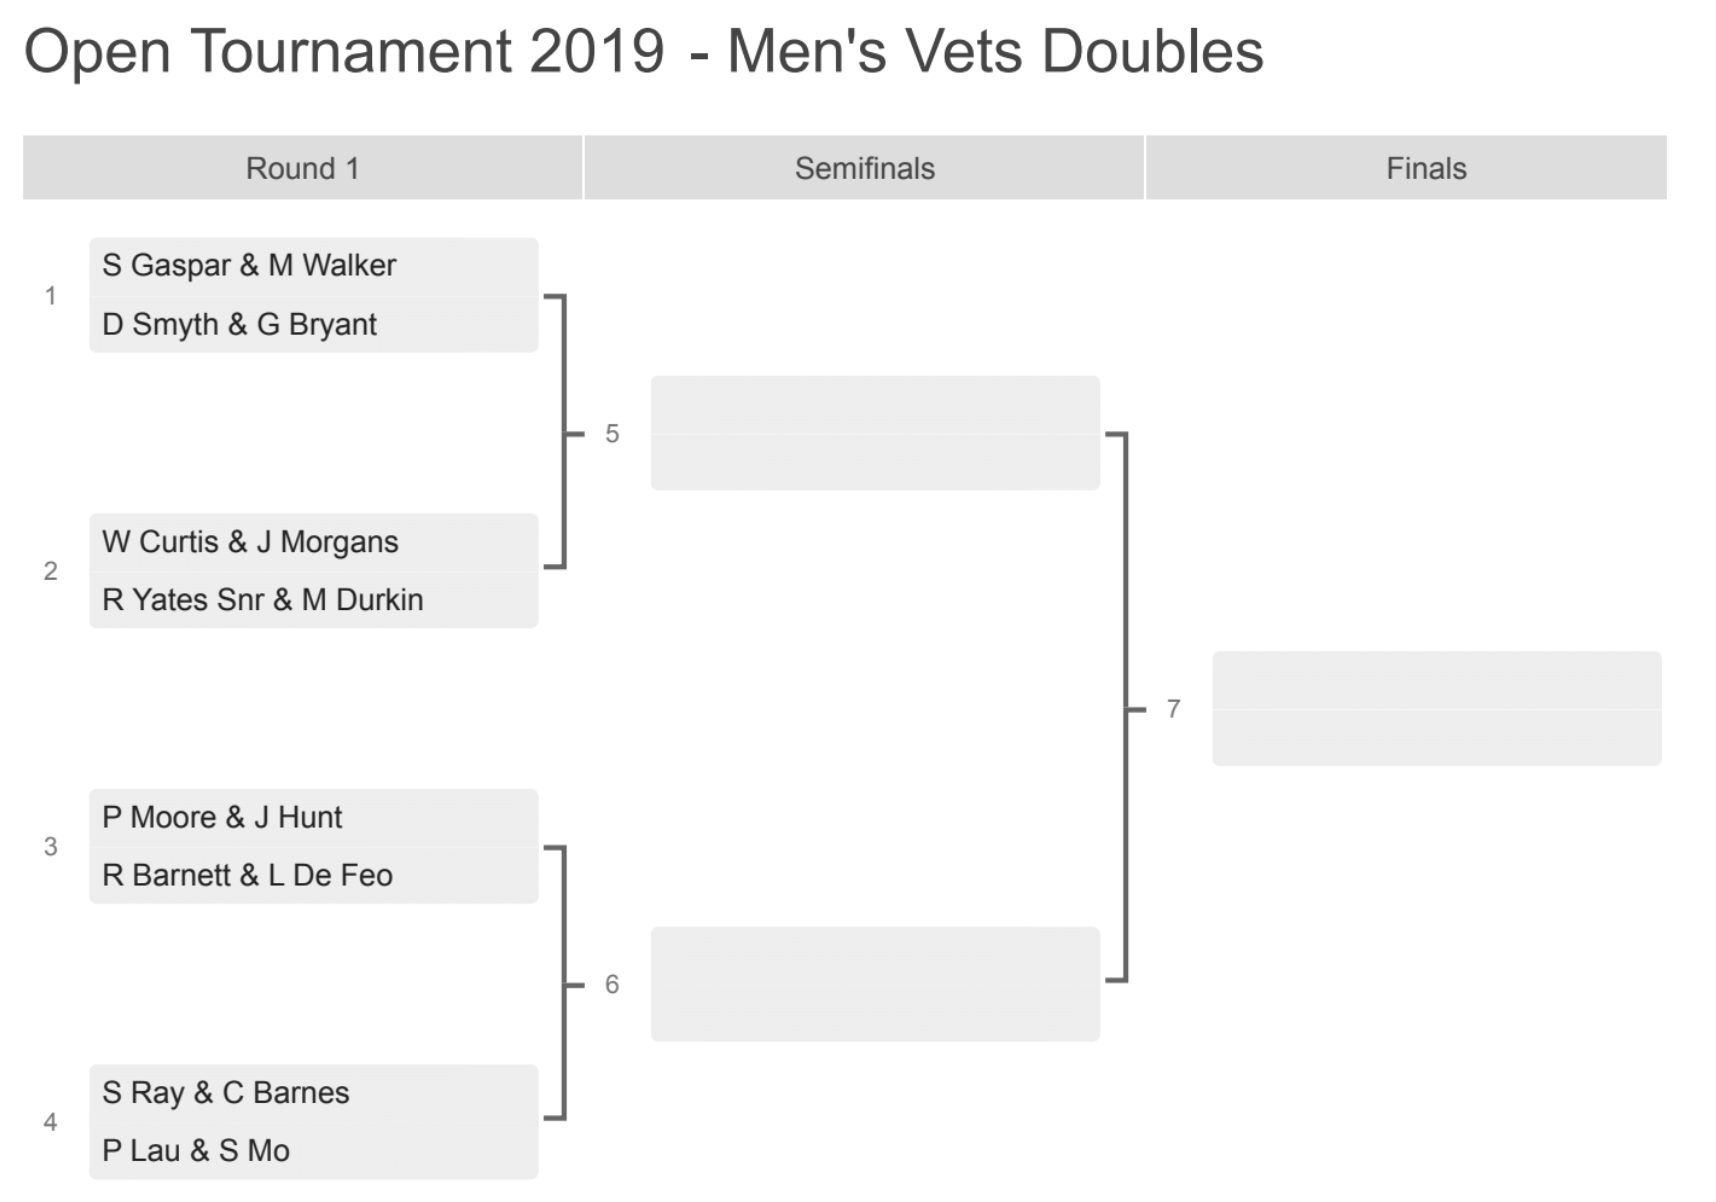 Open Tournament 2019 - Men's Vets Doubles
Round 1
Semifinals
Finals
1
S Gaspar & M Walker
D Smyth & G Bryant
5
2
W Curtis & J Morgans
R Yates Snr & M Durkin
7
3
P Moore & J Hunt
R Barnett & L De Feo
6
4
S Ray & C Barnes
P Lau & S Mo